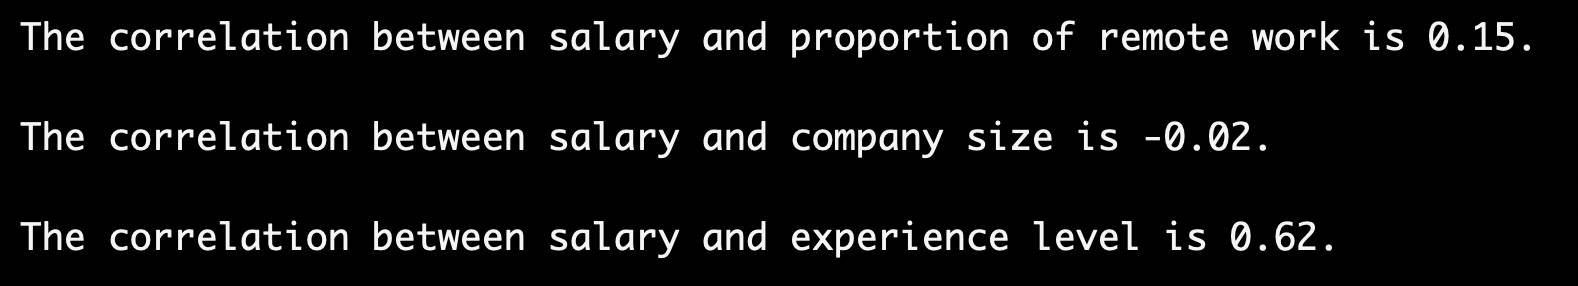 The correlation between salary and proportion of remote work is 0.15.
The correlation between salary and company size is -0.02.
The correlation between salary and experience level is 0.62.